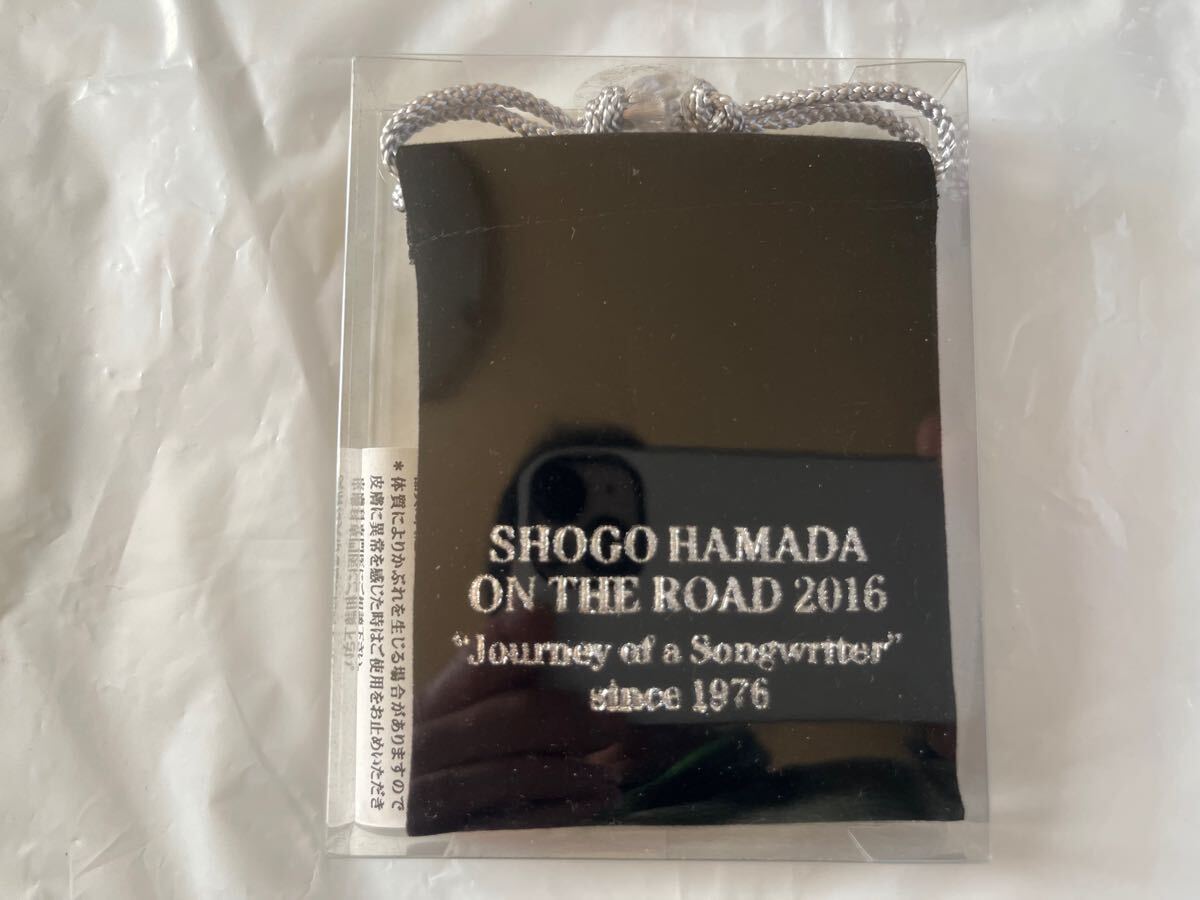 SHOGO HAMADA
ON THE ROAD 2016
“Journey of a Songwriter”
since 1976
＊体質によりかぶれを生じる場合がありますので
皮膚に異常を感じた時はご使用をお止めいただき